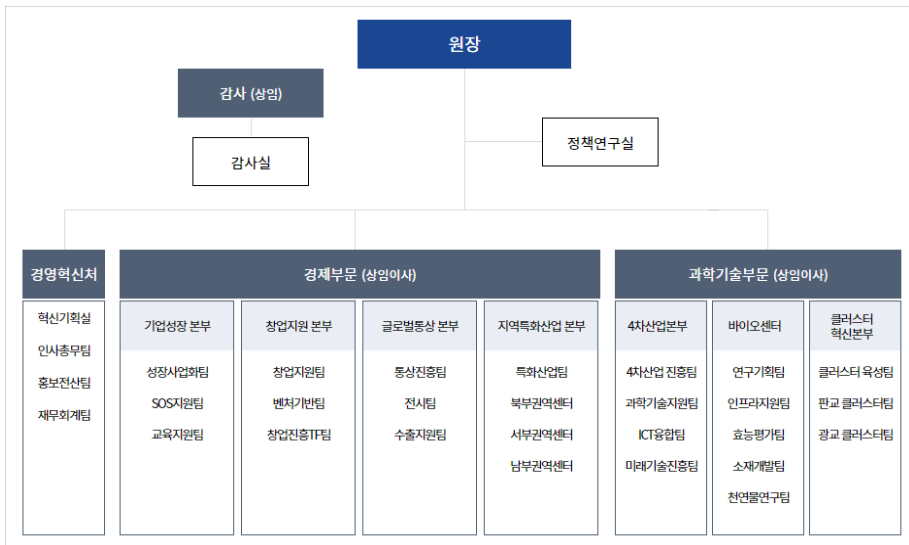 원장
감사 (상임)
감사실
정책연구실
경영혁신처
혁신기획실
인사총무팀
홍보전산팀
재무회계팀
경제부문 (상임이사)
기업성장 본부
성장사업화팀
SOS지원팀
교육지원팀
창업지원 본부
창업지원팀
벤처기반팀
창업진흥TF팀
글로벌통상 본부
통상진흥팀
전시팀
수출지원팀
지역특화산업 본부
특화산업팀
북부권역센터
서부권역센터
남부권역센터
과학기술부문 (상임이사)
4차산업본부
4차산업 진흥팀
과학기술지원팀
ICT융합팀
미래기술진흥팀
바이오센터
연구기획팀
인프라지원팀
효능평가팀
소재개발팀
천연물연구팀
클러스터
혁신본부
클러스터 육성팀
판교 클러스터팀
광교 클러스터팀